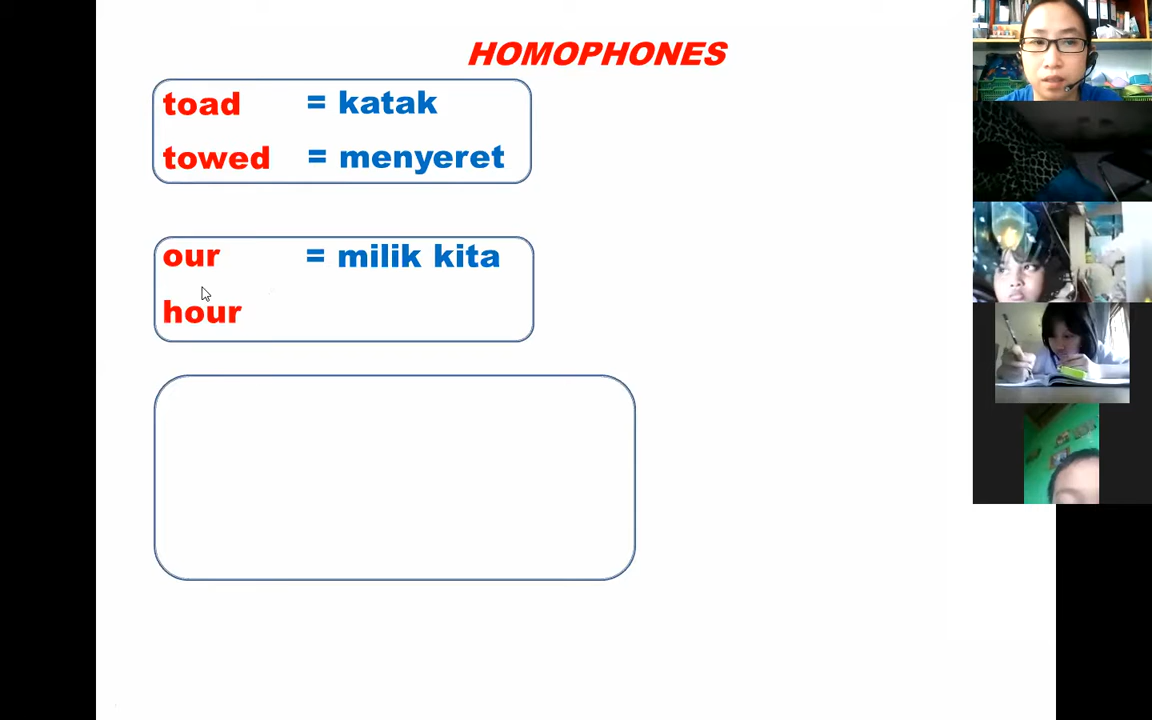 HOMOPHONES
toad = katak
towed = menyeret
our = milik kita
hour